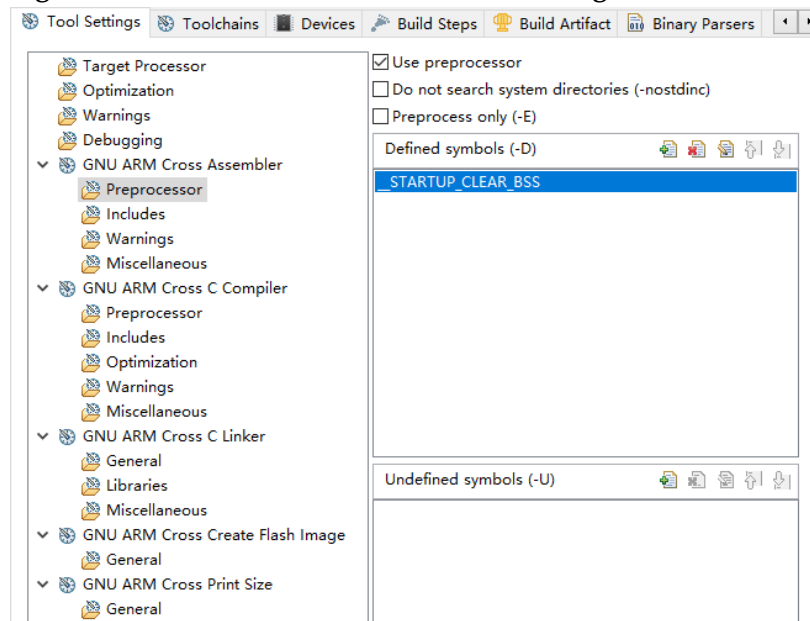 Tool Settings Toolchains Devices Build Steps Build Artifact Binary Parsers
Target Processor
Optimization
Warnings
Debugging
GNU ARM Cross Assembler
Preprocessor
Includes
Warnings
Miscellaneous
GNU ARM Cross C Compiler
Preprocessor
Includes
Optimization
Warnings
Miscellaneous
GNU ARM Cross C Linker
General
Libraries
Miscellaneous
GNU ARM Cross Create Flash Image
General
GNU ARM Cross Print Size
General
Use preprocessor
Do not search system directories (-nostdinc)
Preprocess only (-E)
Defined symbols (-D)
__STARTUP_CLEAR_BSS
Undefined symbols (-U)